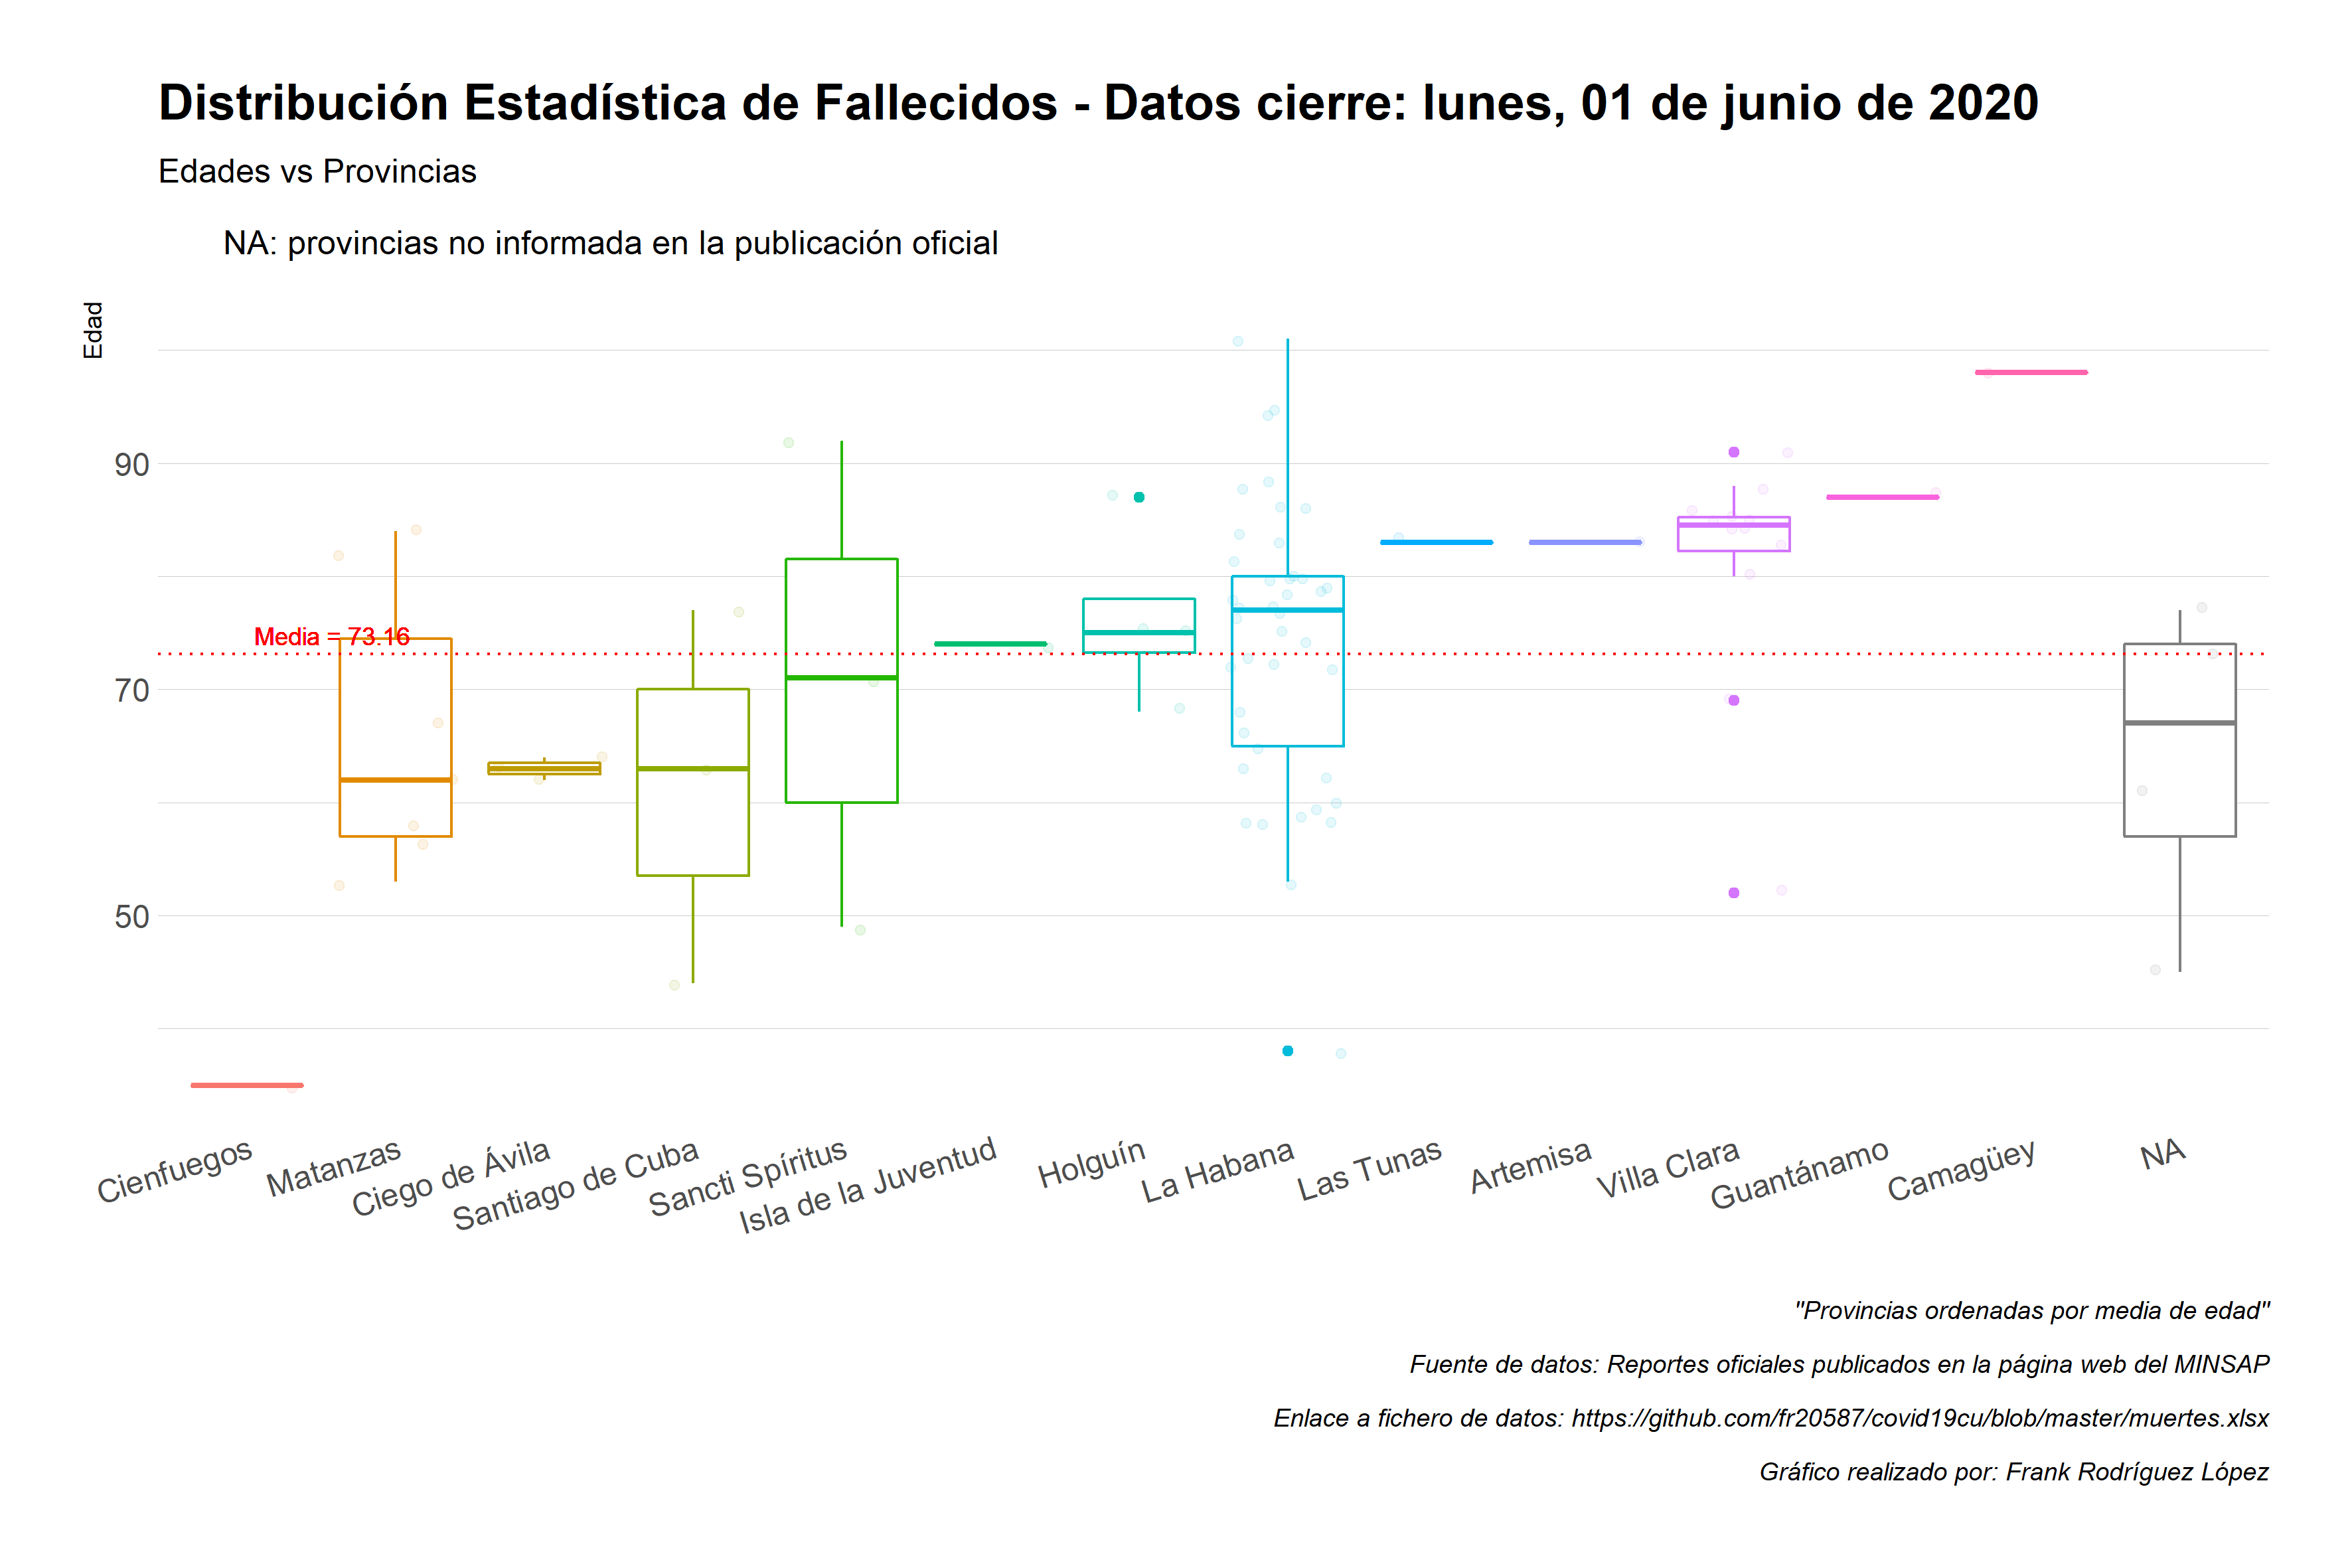 Distribución Estadística de Fallecidos - Datos cierre: lunes, 01 de junio de 2020
Edades vs Provincias
NA: provincias no informada en la publicación oficial
Edad
90
70
50
Media = 73.16
Cienfuegos
Matanzas
Ciego de Ávila
Santiago de Cuba
Sancti Spíritus
Isla de la Juventud
Holguín
La Habana
Las Tunas
Artemisa
Villa Clara
Guantánamo
Camagüey
NA
"Provincias ordenadas por media de edad"
Fuente de datos: Reportes oficiales publicados en la página web del MINSAP
Enlace a fichero de datos: https://github.com/fr20587/covid19cu/blob/master/muertes.xlsx
Gráfico realizado por: Frank Rodríguez López